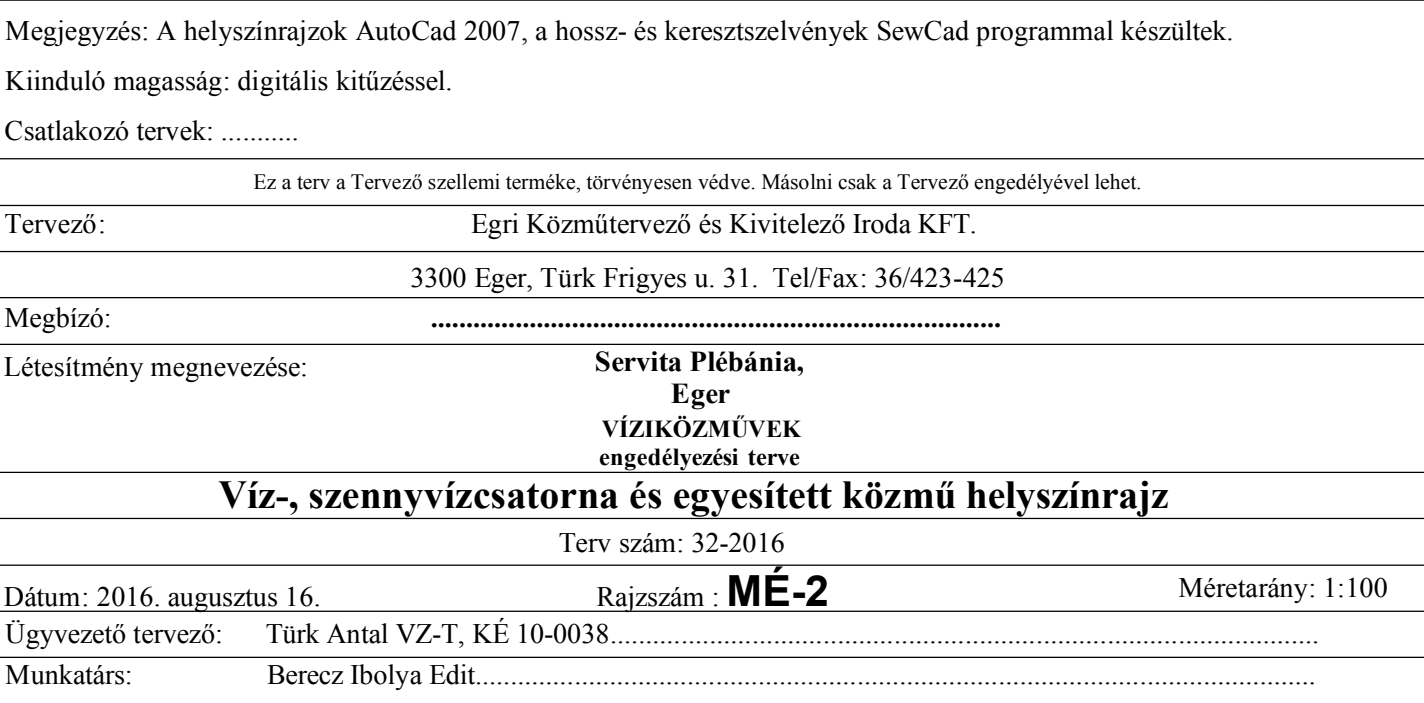 Megjegyzés: A helyszínrajzok AutoCad 2007, a hossz- és keresztszelvények SewCad programmal készültek.
Kiinduló magasság: digitális kitűzéssel.
Csatlakozó tervek: ...........
Ez a terv a Tervező szellemi terméke, törvényesen védve. Másolni csak a Tervező engedélyével lehet.
Tervező: Egri Közműtervező és Kivitelező Iroda KFT.
3300 Eger, Türk Frigyes u. 31. Tel/Fax: 36/423-425
Megbízó: .................................................................................
Létesítmény megnevezése: Servita Plébánia,
Eger
VÍZIKÖZMŰVEK
engedélyezési terve
Víz-, szennyvízcsatorna és egyesített közmű helyszínrajz
Terv szám: 32-2016
Dátum: 2016. augusztus 16. Rajzszám : MÉ-2 Méretarány: 1:100
Ügyvezető tervező: Türk Antal VZ-T, KÉ 10-0038.....................................................................................................
Munkatárs: Berecz Ibolya Edit........................................................................................................................